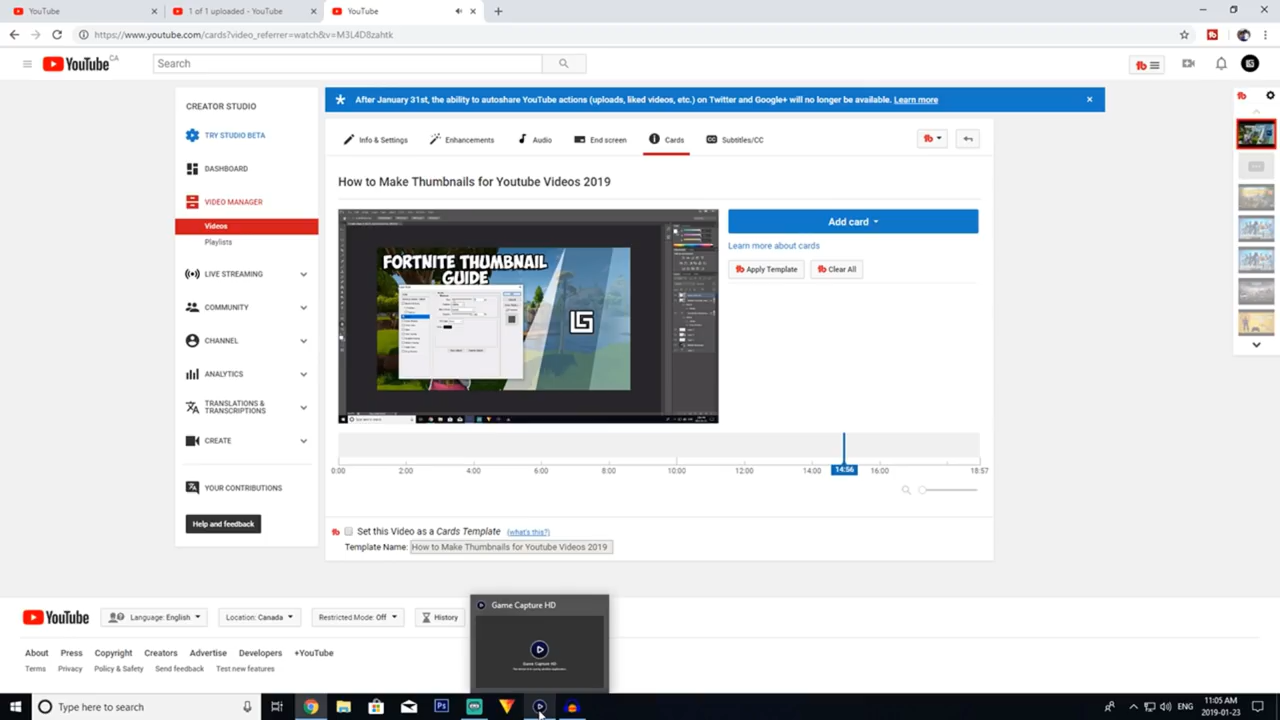 YouTube
1 of 1 uploaded - YouTube
YouTube
https://www.youtube.com/cards?video_referrer=watch&v=M3L4D8zahtk
YouTube CA
Search
CREATOR STUDIO
TRY STUDIO BETA
DASHBOARD
VIDEO MANAGER
Videos
Playlists
LIVE STREAMING
COMMUNITY
CHANNEL
ANALYTICS
TRANSLATIONS &
TRANSCRIPTIONS
CREATE
YOUR CONTRIBUTIONS
Help and feedback
After January 31st, the ability to autoshare YouTube actions (uploads, liked videos, etc.) on Twitter and Google+ will no longer be available. Learn more
Info & Settings
Enhancements
Audio
End screen
Cards
Subtitles/CC
How to Make Thumbnails for Youtube Videos 2019
FORTNITE THUMBNAIL
GUIDE
Add card
Learn more about cards
Apply Template
Clear All
0:00
2:00
4:00
6:00
8:00
10:00
12:00
14:00
14:56
16:00
18:57
Set this Video as a Cards Template (what's this?)
Template Name: How to Make Thumbnails for Youtube Videos 2019
YouTube
Language: English
Location: Canada
Restricted Mode: Off
History
About Press Copyright Creators Advertise Developers +YouTube
Terms Privacy Policy & Safety Send feedback Test new features
Game Capture HD
Game Capture HD
Type here to search
ENG
11:05 AM
2019-01-23